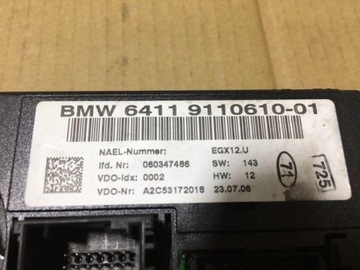 BMW 6411 9110610-01
NAEL-Nummer: EGX12.U
lfd. Nr: 060347486 SW: 143
VDO-Idx: 0002 HW: 12
VDO-Nr: A2C53172018 23.07.06
71
T25